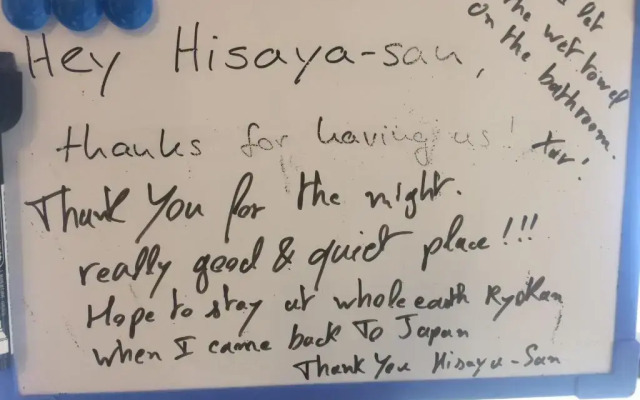 Hey Hisaya-san,
thanks for having us!
Thank You for the night.
really good & quiet place!!!
Hope to stay at whole earth Ryokan
when I came back To Japan
Thank You Hisaya-San
let
the wet towel
on the bathroom.